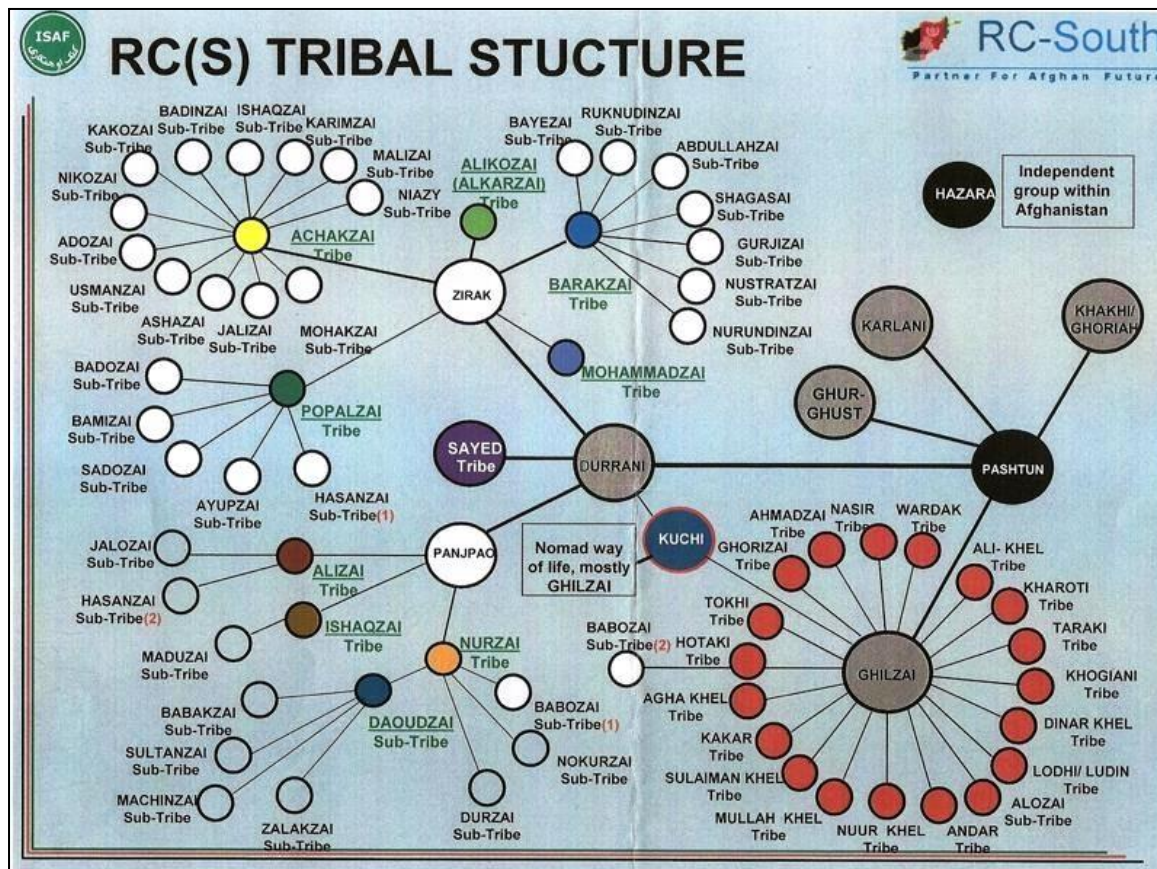 ISAF
RC(S) TRIBAL STUCTURE
RC-South
Partner For Afghan Future
BADINZAI
Sub-Tribe
ISHAQZAI
Sub-Tribe
KARIMZAI
Sub-Tribe
KAKOZAI
Sub-Tribe
MALIZAI
Sub-Tribe
NIKOZAI
Sub-Tribe
NIAZY
Sub-Tribe
ADOZAI
Sub-Tribe
ACHAKZAI
Tribe
USMANZAI
Sub-Tribe
ASHAZAI
Sub-Tribe
JALIZAI
Sub-Tribe
MOHAKZAI
Sub-Tribe
ALIKOZAI
(ALKARZAI)
Tribe
ZIRAK
BAYEZAI
Sub-Tribe
RUKNUDINZAI
Sub-Tribe
ABDULLAHZAI
Sub-Tribe
SHAGASAI
Sub-Tribe
GURJIZAI
Sub-Tribe
NUSTRATZAI
Sub-Tribe
NURUNDINZAI
Sub-Tribe
BARAKZAI
Tribe
MOHAMMADZAI
Tribe
HAZARA
Independent
group within
Afghanistan
KARLANI
KHAKHI/
GHORIAH
GHUR-
GHUST
PASHTUN
BADOZAI
Sub-Tribe
BAMIZAI
Sub-Tribe
SADOZAI
Sub-Tribe
AYUPZAI
Sub-Tribe
HASANZAI
Sub-Tribe(1)
POPALZAI
Tribe
SAYED
Tribe
DURRANI
PANJPAO
Nomad way
of life, mostly
GHILZAI
KUCHI
JALOZAI
Sub-Tribe
HASANZAI
Sub-Tribe(2)
ALIZAI
Tribe
MADUZAI
Sub-Tribe
ISHAQZAI
Tribe
NURZAI
Tribe
BABAKZAI
Sub-Tribe
SULTANZAI
Sub-Tribe
MACHINZAI
Sub-Tribe
ZALAKZAI
Sub-Tribe
DAOUDZAI
Sub-Tribe
BABOZAI
Sub-Tribe(1)
NOKURZAI
Sub-Tribe
DURZAI
Sub-Tribe
BABOZAI
Sub-Tribe(2)
GHILZAI
AHMADZAI
Tribe
NASIR
Tribe
WARDAK
Tribe
ALI- KHEL
Tribe
KHAROTI
Tribe
TARAKI
Tribe
KHOGIANI
Tribe
DINAR KHEL
Tribe
LODHI/ LUDIN
Tribe
ALOZAI
Sub-Tribe
ANDAR
Tribe
NUUR KHEL
Tribe
MULLAH KHEL
Tribe
SULAIMAN KHEL
Tribe
KAKAR
Tribe
AGHA KHEL
Tribe
HOTAKI
Tribe
TOKHI
Tribe
GHORIZAI
Tribe